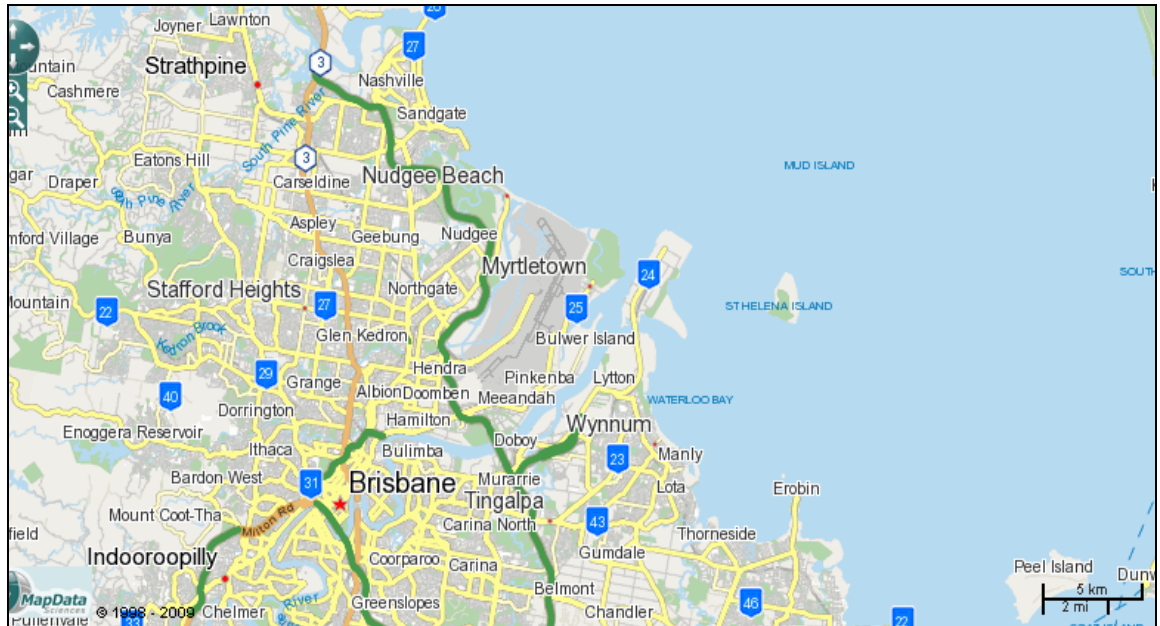 Joyner
Lawnton
26
27
3
Strathpine
Nashville
Cashmere
Sandgate
South Pine River
3
Eatons Hill
MUD ISLAND
Draper
Carseldine
Nudgee Beach
Aspley
Bunya
Geebung
Nudgee
Craigslea
Myrtletown
24
Stafford Heights
Northgate
27
25
ST HELENA ISLAND
22
Kedron Brook
Glen Kedron
Bulwer Island
29
Grange
Hendra
Pinkenba
Lytton
40
Albion
Doomben
Meeandah
WATERLOO BAY
Dorrington
Hamilton
Wynnum
Enoggera Reservoir
Ithaca
Bulimba
Doboy
23
Manly
Bardon West
31
Brisbane
Murarrie
Lota
Erobin
Tingalpa
Mount Coot-Tha
Milton Rd
Carina North
43
Thorneside
field
Indooroopilly
Coorparoo
Carina
Gumdale
Peel Island
5 km
2 mi
Belmont
MapData
Sciences
© 1998 - 2009
Chelmer
River
Greenslopes
Chandler
46
22
33